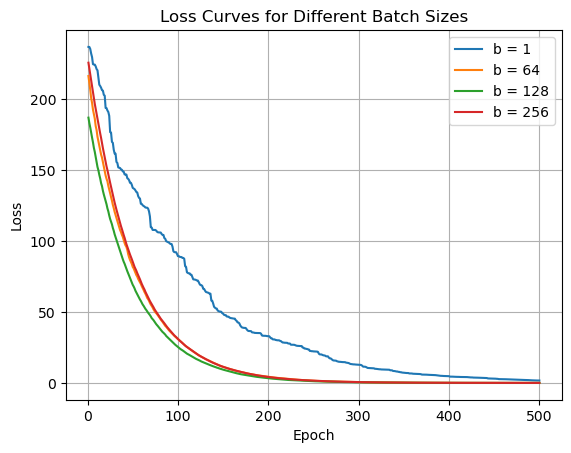 Loss Curves for Different Batch Sizes
b = 1
b = 64
b = 128
b = 256
Loss
200
150
100
50
0
0 100 200 300 400 500
Epoch